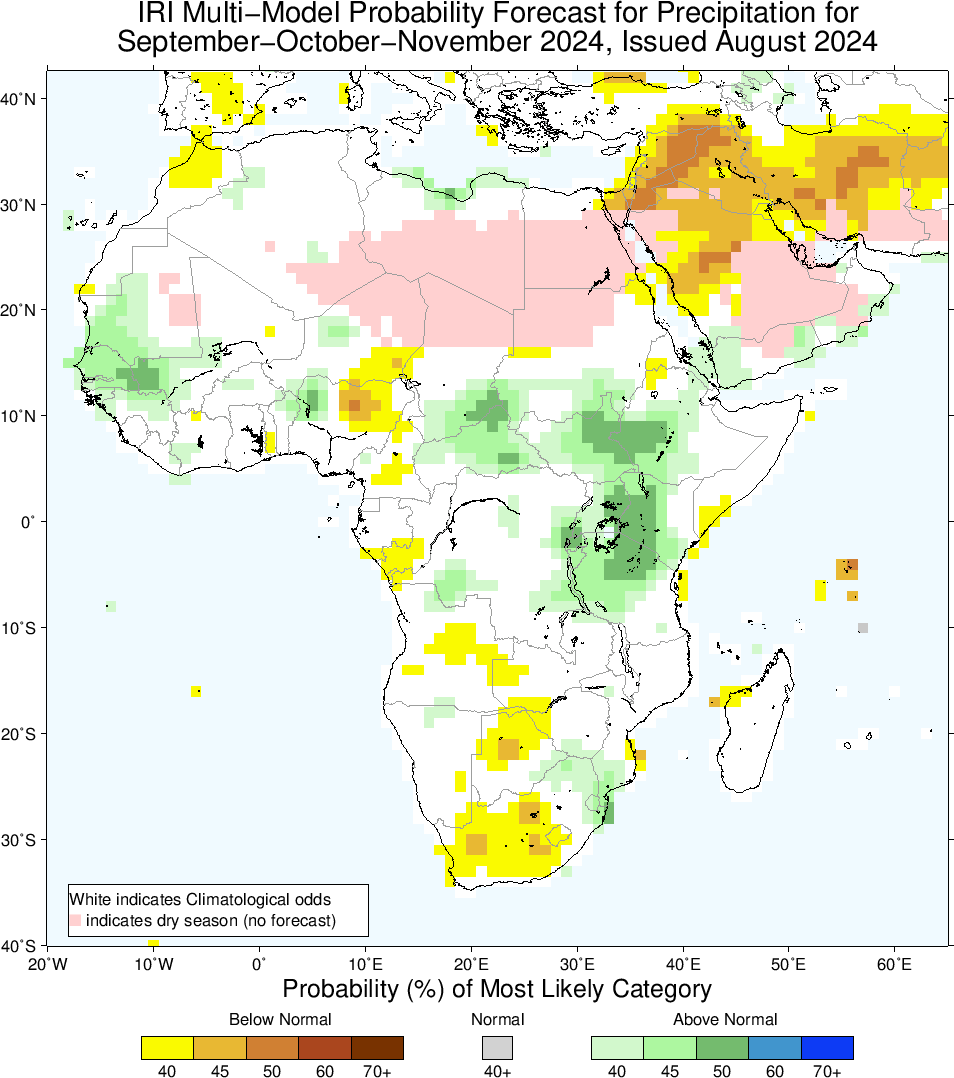 IRI Multi−Model Probability Forecast for Precipitation for
September−October−November 2024, Issued August 2024
40˚N
30˚N
20˚N
10˚N
0˚
10˚S
20˚S
30˚S
40˚S
White indicates Climatological odds
indicates dry season (no forecast)
20˚W 10˚W 0˚ 10˚E 20˚E 30˚E 40˚E 50˚E 60˚E
Probability (%) of Most Likely Category
Below Normal Normal Above Normal
40 45 50 60 70+ 40+ 40 45 50 60 70+